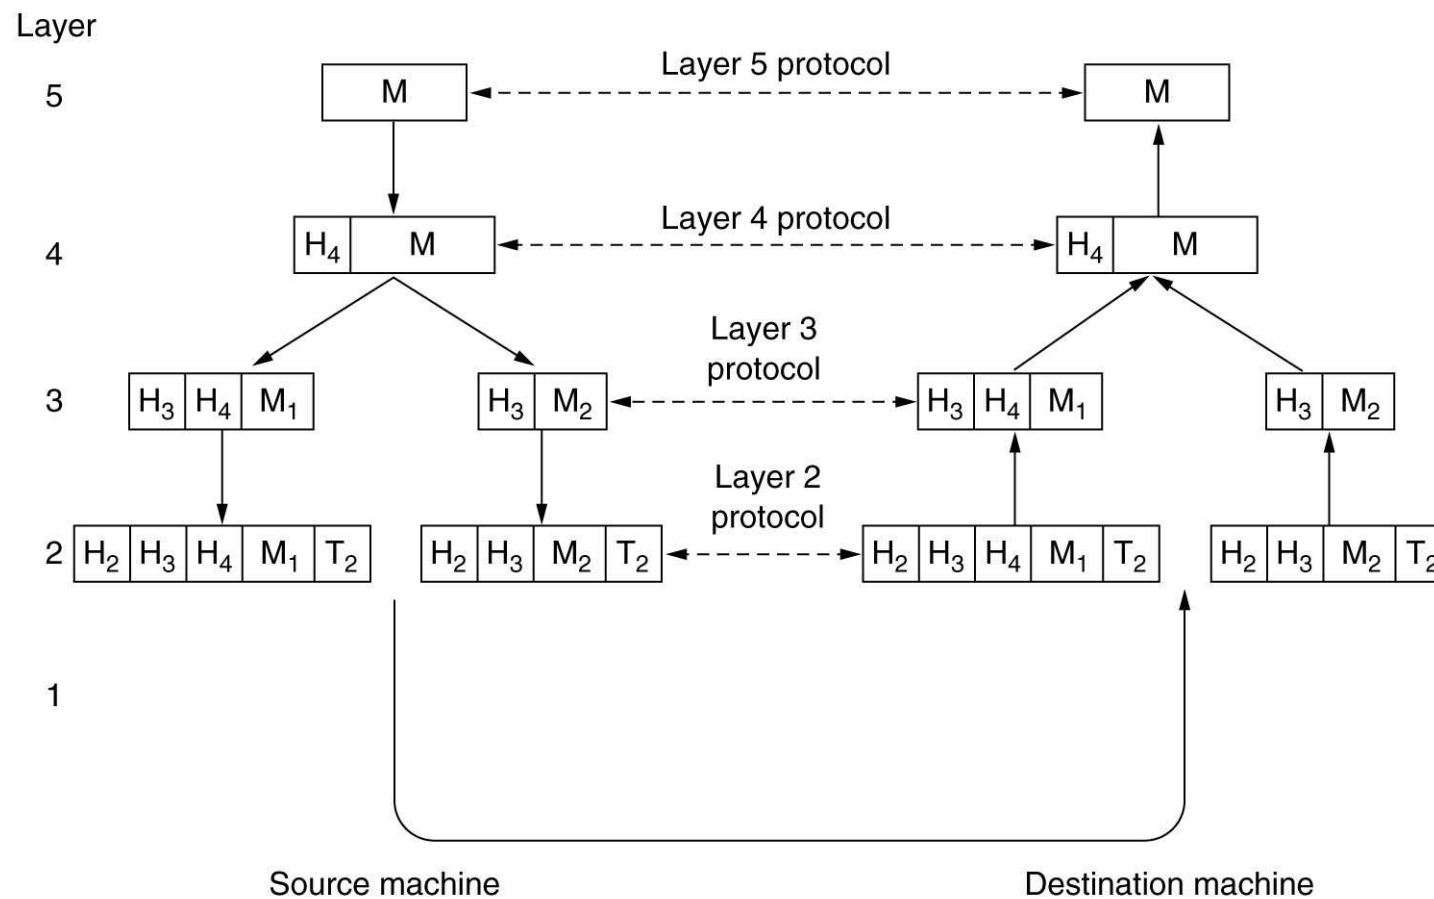 Layer
5 M Layer 5 protocol M
4 H4 M Layer 4 protocol H4 M
Layer 3
protocol
3 H3 H4 M1 H3 M2 H3 H4 M1 H3 M2
Layer 2
protocol
2 H2 H3 H4 M1 T2 H2 H3 M2 T2 H2 H3 H4 M1 T2 H2 H3 M2 T2
1
Source machine Destination machine